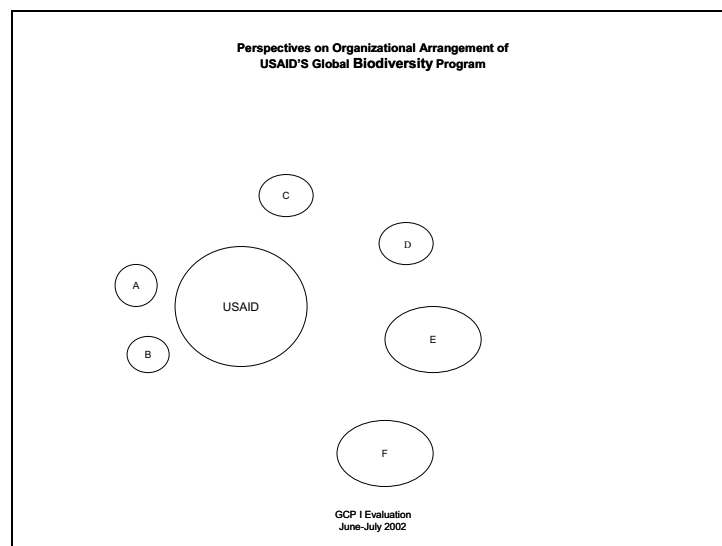 Perspectives on Organizational Arrangement of
USAID'S Global Biodiversity Program
C
D
A
USAID
E
B
F
GCP I Evaluation
June-July 2002